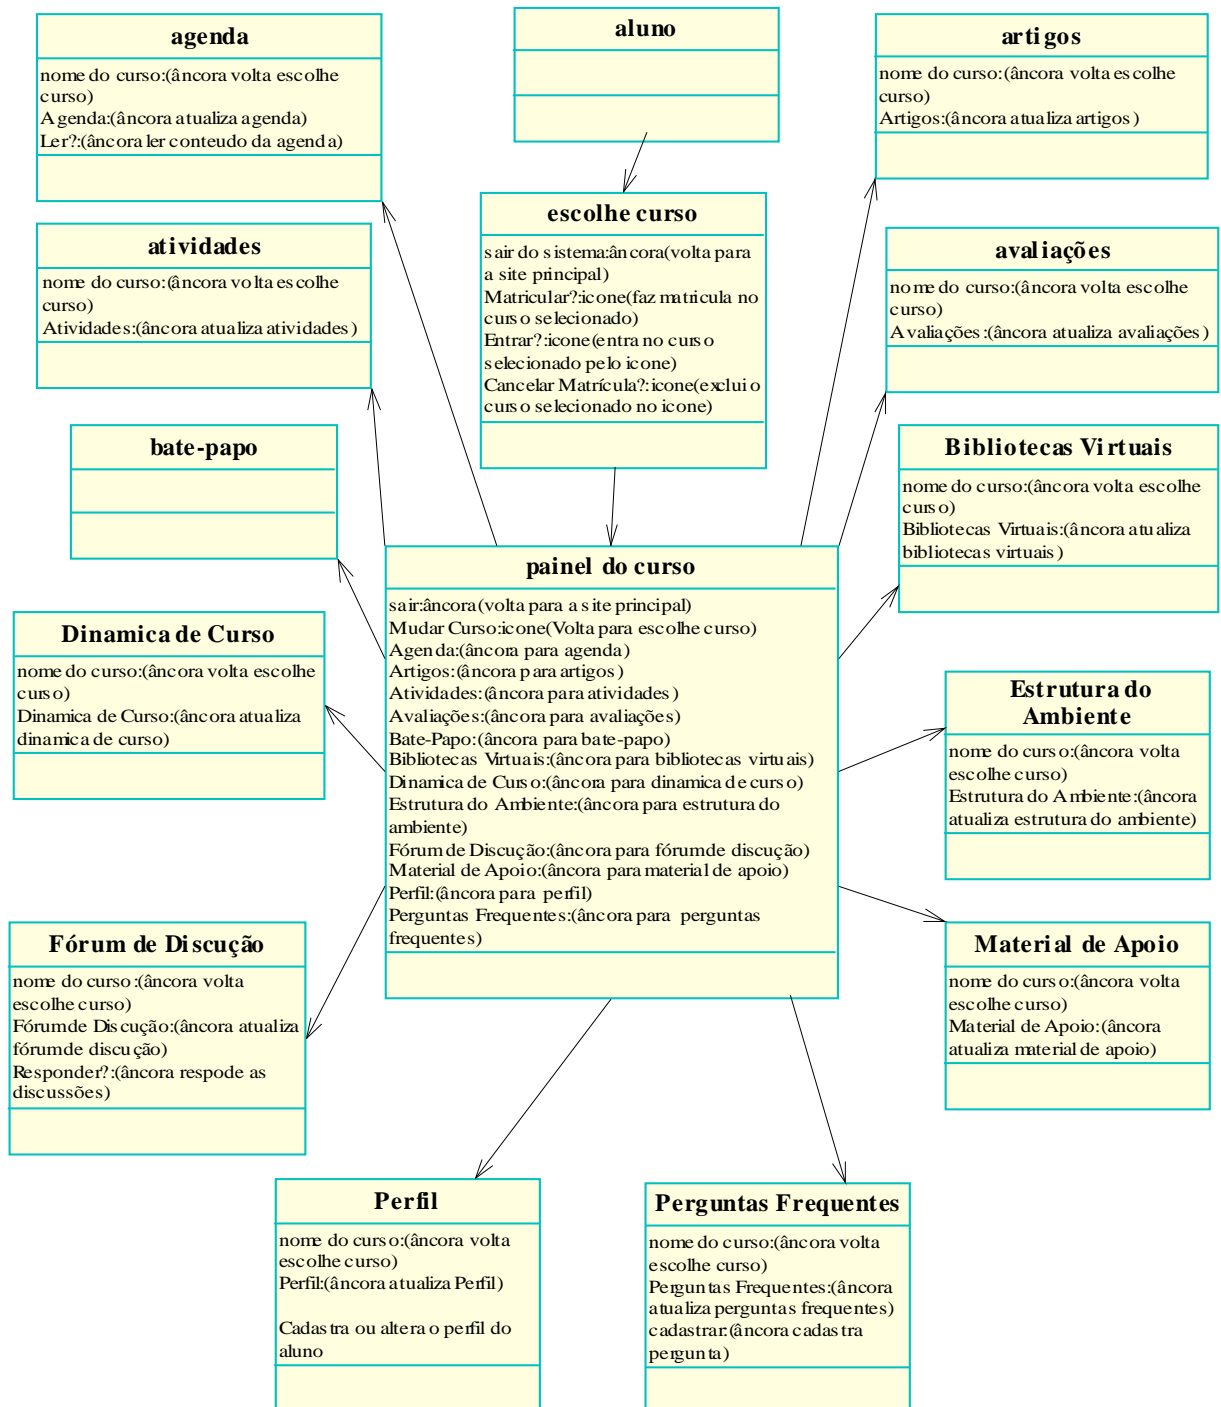 agenda
nome do curso:(âncora volta escolhe
curso)
Agenda:(âncora atualiza agenda)
Ler?:(âncora ler conteudo da agenda)
aluno
artigos
nome do curso:(âncora volta escolhe
curso)
Artigos:(âncora atualiza artigos)
escolhe curso
sair do sistema:âncora(volta para
a site principal)
Matricular?:icone(faz matricula no
curso selecionado)
Entrar?:icone(entra no curso
selecionado pelo icone)
Cancelar Matrícula?:icone(exclui o
curso selecionado no icone)
atividades
nome do curso:(âncora volta escolhe
curso)
Atividades:(âncora atualiza atividades)
avaliações
nome do curso:(âncora volta escolhe
curso)
Avaliações:(âncora atualiza avaliações)
bate-papo
Bibliotecas Virtuais
nome do curso:(âncora volta escolhe
curso)
Bibliotecas Virtuais:(âncora atualiza
bibliotecas virtuais)
painel do curso
sair:âncora(volta para a site principal)
Mudar Curso:icone(Volta para escolhe curso)
Agenda:(âncora para agenda)
Artigos:(âncora para artigos)
Atividades:(âncora para atividades)
Avaliações:(âncora para avaliações)
Bate-Papo:(âncora para bate-papo)
Bibliotecas Virtuais:(âncora para bibliotecas virtuais)
Dinamica de Curso:(âncora para dinamica de curso)
Estrutura do Ambiente:(âncora para estrutura do
ambiente)
Fórum de Discução:(âncora para fórum de discução)
Material de Apoio:(âncora para material de apoio)
Perfil:(âncora para perfil)
Perguntas Frequentes:(âncora para perguntas
frequentes)
Dinamica de Curso
nome do curso:(âncora volta escolhe
curso)
Dinamica de Curso:(âncora atualiza
dinamica de curso)
Estrutura do
Ambiente
nome do curso:(âncora volta
escolhe curso)
Estrutura do Ambiente:(âncora
atualiza estrutura do ambiente)
Fórum de Discução
nome do curso:(âncora volta
escolhe curso)
Fórum de Discução:(âncora atualiza
fórum de discução)
Responder?:(âncora respode as
discussões)
Material de Apoio
nome do curso:(âncora volta
escolhe curso)
Material de Apoio:(âncora
atualiza material de apoio)
Perfil
nome do curso:(âncora volta
escolhe curso)
Perfil:(âncora atualiza Perfil)
Cadastra ou altera o perfil do
aluno
Perguntas Frequentes
nome do curso:(âncora volta
escolhe curso)
Perguntas Frequentes:(âncora
atualiza perguntas frequentes)
cadastrar:(âncora cadastra
pergunta)